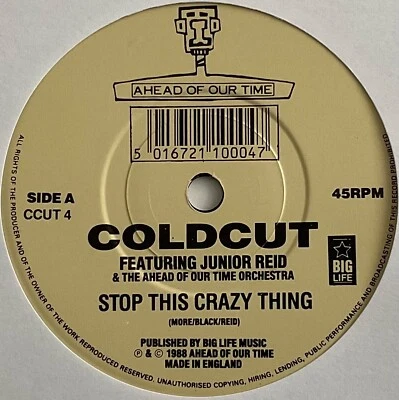 AHEAD OF OUR TIME
5 016721 100047
SIDE A
CCUT 4
45RPM
COLDCUT
FEATURING JUNIOR REID
& THE AHEAD OF OUR TIME ORCHESTRA
BIG
LIFE
STOP THIS CRAZY THING
(MORE/BLACK/REID)
PUBLISHED BY BIG LIFE MUSIC
℗ & © 1988 AHEAD OF OUR TIME
MADE IN ENGLAND
ALL RIGHTS OF THE PRODUCER AND OF THE OWNER OF THE WORK REPRODUCED RESERVED. UNAUTHORISED COPYING, HIRING, LENDING, PUBLIC PERFORMANCE AND BROADCASTING OF THIS RECORD PROHIBITED